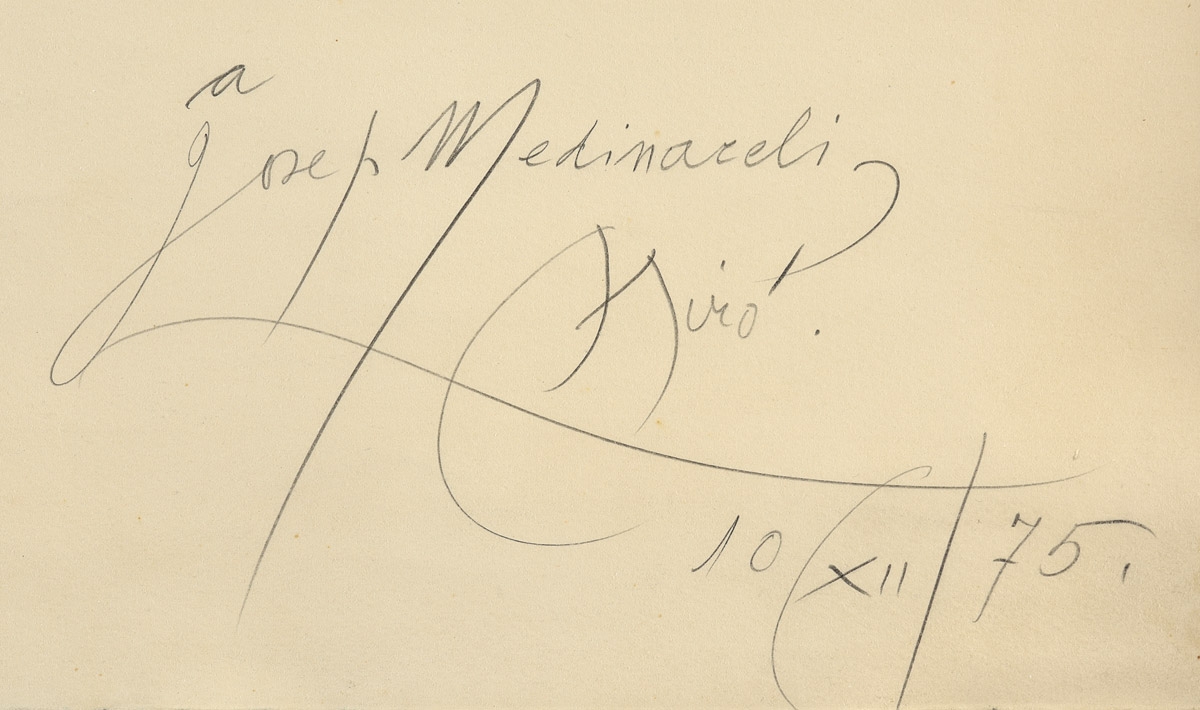 a
Josep Medinaceli,
Miró.
10/XII/75.